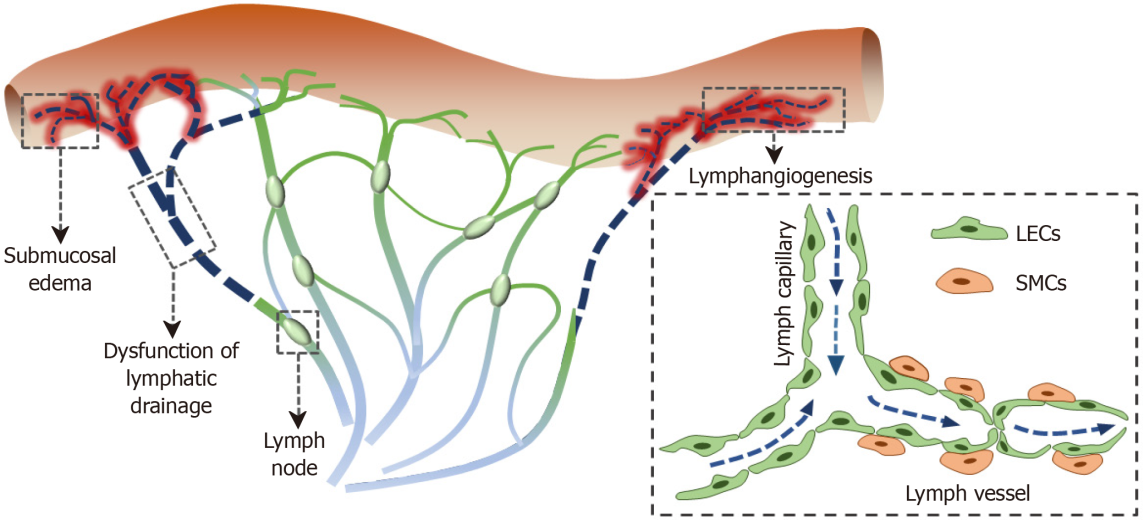 Submucosal
edema
Dysfunction of
lymphatic
drainage
Lymph
node
Lymphangiogenesis
Lymph capillary
LECs
SMCs
Lymph vessel